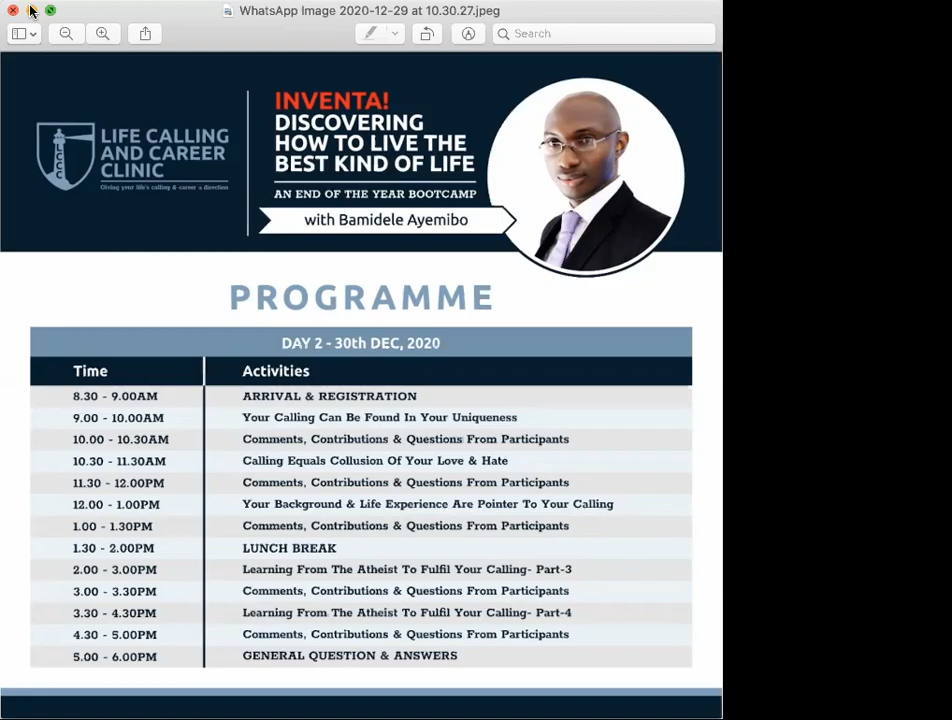 WhatsApp Image 2020-12-29 at 10.30.27.jpeg
Search
LCCC
LIFE CALLING
AND CAREER
CLINIC
Giving your life's calling & career a direction
INVENTA!
DISCOVERING
HOW TO LIVE THE
BEST KIND OF LIFE
AN END OF THE YEAR BOOTCAMP
with Bamidele Ayemibo
PROGRAMME
DAY 2 - 30th DEC, 2020
Time Activities
8.30 - 9.00AM ARRIVAL & REGISTRATION
9.00 - 10.00AM Your Calling Can Be Found In Your Uniqueness
10.00 - 10.30AM Comments, Contributions & Questions From Participants
10.30 - 11.30AM Calling Equals Collusion Of Your Love & Hate
11.30 - 12.00PM Comments, Contributions & Questions From Participants
12.00 - 1.00PM Your Background & Life Experience Are Pointer To Your Calling
1.00 - 1.30PM Comments, Contributions & Questions From Participants
1.30 - 2.00PM LUNCH BREAK
2.00 - 3.00PM Learning From The Atheist To Fulfil Your Calling- Part-3
3.00 - 3.30PM Comments, Contributions & Questions From Participants
3.30 - 4.30PM Learning From The Atheist To Fulfil Your Calling- Part-4
4.30 - 5.00PM Comments, Contributions & Questions From Participants
5.00 - 6.00PM GENERAL QUESTION & ANSWERS